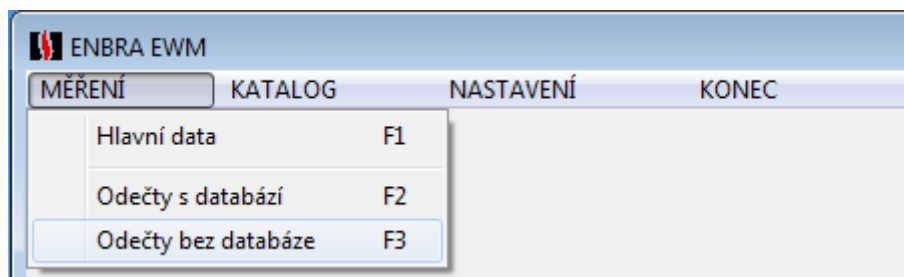 ENBRA EWM
MĚŘENÍ KATALOG NASTAVENÍ KONEC
Hlavní data F1
Odečty s databází F2
Odečty bez databáze F3